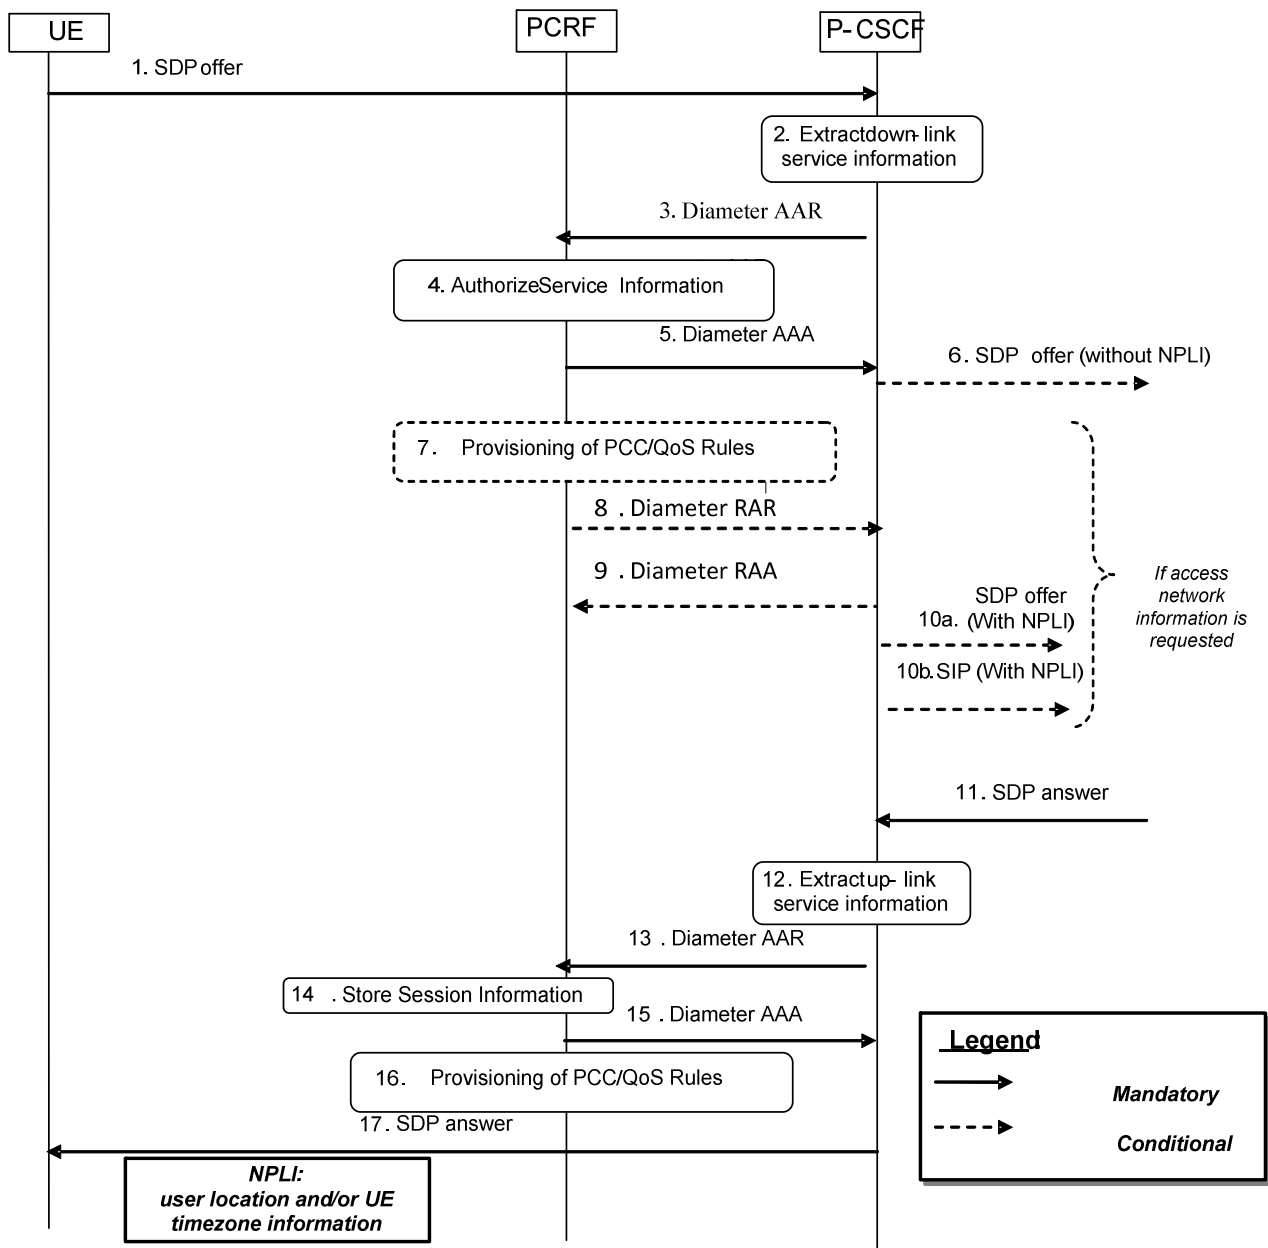 UE
PCRF
P-CSCF
1. SDP offer
2. Extractdown-link
service information
3. Diameter AAR
4. AuthorizeService Information
5. Diameter AAA
6. SDP offer (without NPLI)
7. Provisioning of PCC/QoS Rules
8 . Diameter RAR
9 . Diameter RAA
If access
network
information is
requested
SDP offer
10a. (With NPLI)
10b. SIP (With NPLI)
11. SDP answer
12. Extractup-link
service information
13 . Diameter AAR
14 . Store Session Information
15 . Diameter AAA
16. Provisioning of PCC/QoS Rules
17. SDP answer
Legend:
Mandatory
Conditional
NPLI:
user location and/or UE
timezone information